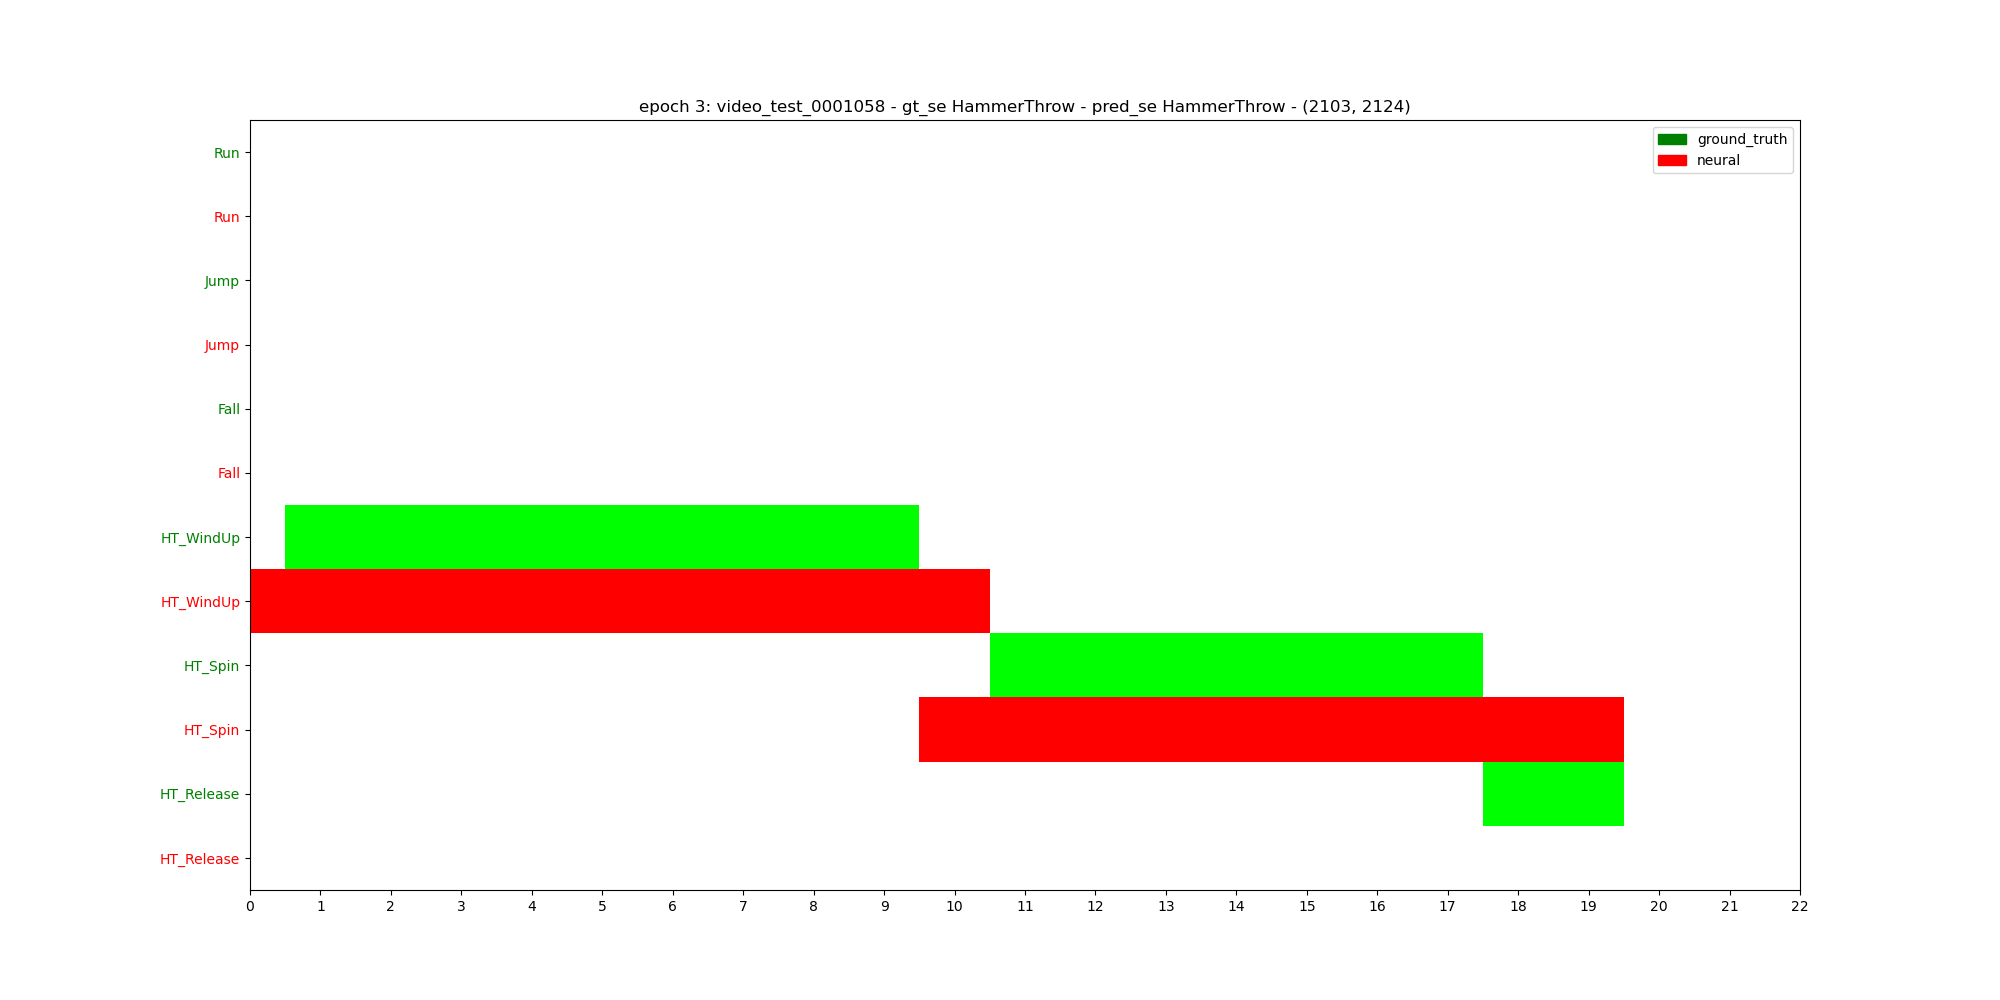 epoch 3: video_test_0001058 - gt_se HammerThrow - pred_se HammerThrow - (2103, 2124)
ground_truth
neural
Run
Run
Jump
Jump
Fall
Fall
HT_WindUp
HT_WindUp
HT_Spin
HT_Spin
HT_Release
HT_Release
0 1 2 3 4 5 6 7 8 9 10 11 12 13 14 15 16 17 18 19 20 21 22